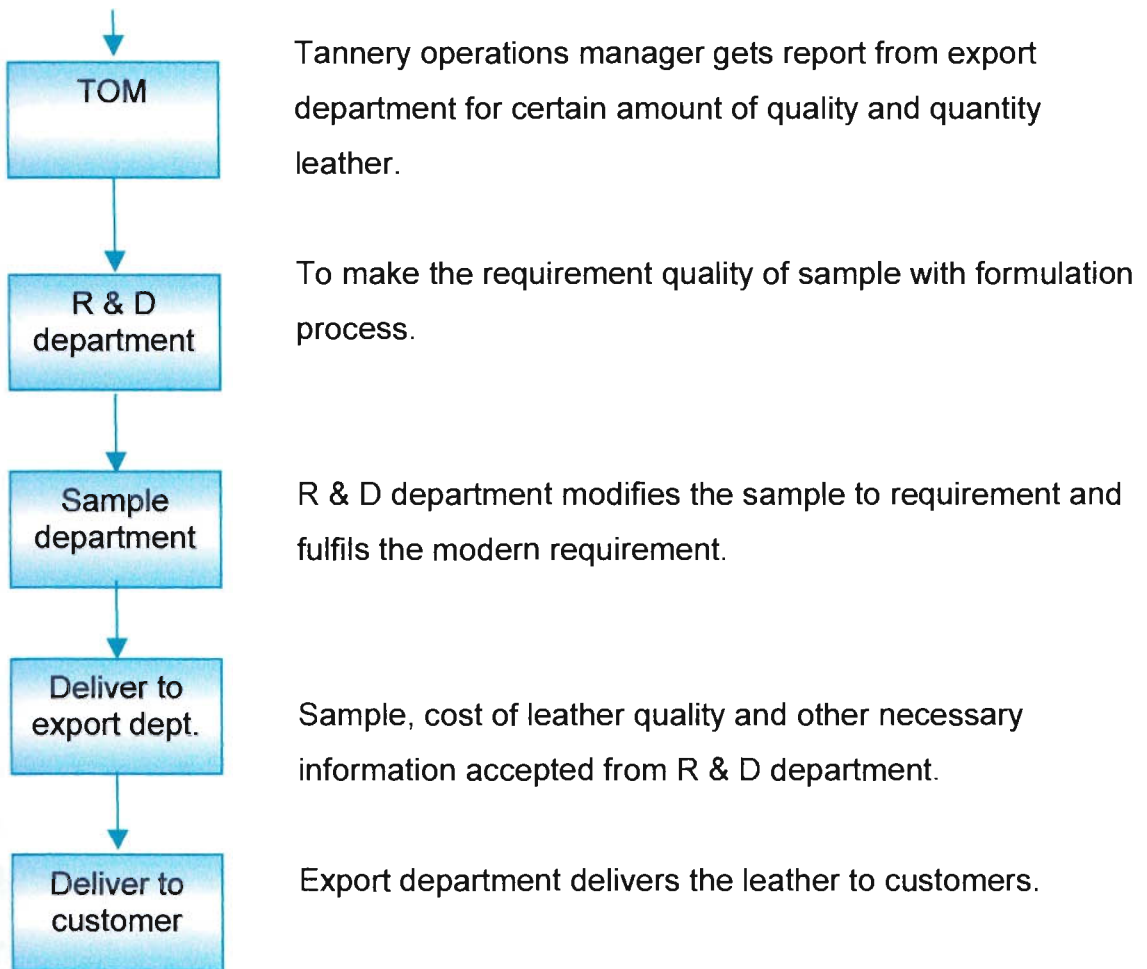 TOM
Tannery operations manager gets report from export
department for certain amount of quality and quantity
leather.
R & D
department
To make the requirement quality of sample with formulation
process.
Sample
department
R & D department modifies the sample to requirement and
fulfils the modern requirement.
Deliver to
export dept.
Sample, cost of leather quality and other necessary
information accepted from R & D department.
Deliver to
customer
Export department delivers the leather to customers.